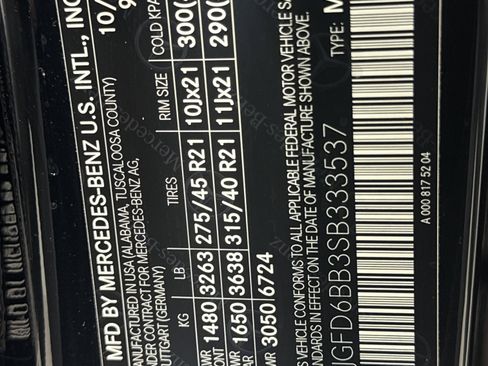 MFD BY MERCEDES-BENZ U.S. INTL., INC
10/
MANUFACTURED IN USA (ALABAMA, TUSCALOOSA COUNTY)
UNDER CONTRACT FOR MERCEDES-BENZ AG,
STUTTGART (GERMANY)
KG LB TIRES RIM SIZE COLD KPA
1480 3263 275/45 R21 10Jx21 300(
1650 3638 315/40 R21 11Jx21 290(
3050 6724
THIS VEHICLE CONFORMS TO ALL APPLICABLE FEDERAL MOTOR VEHICLE
STANDARDS IN EFFECT ON THE DATE OF MANUFACTURE SHOWN ABOVE.
JGFD6BB3SB333537
TYPE: M
A 000 817 52 04